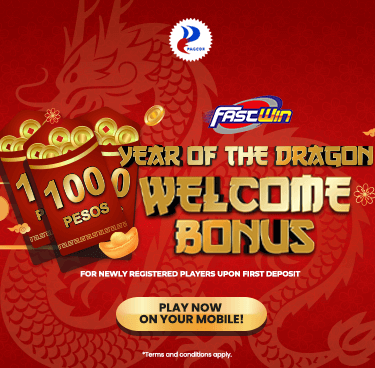 PAGCOR
FASTWIN
YEAR OF THE DRAGON
WELCOME
BONUS
100
PESOS
FOR NEWLY REGISTERED PLAYERS UPON FIRST DEPOSIT
PLAY NOW
ON YOUR MOBILE!
*Terms and conditions apply.